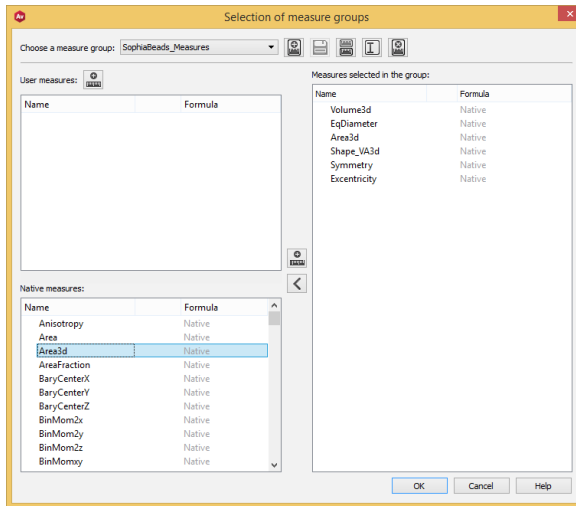 Av
Selection of measure groups
Choose a measure group: SophiaBeads_Measures
User measures:
Name Formula
Measures selected in the group:
Name Formula
Volume3d Native
EqDiameter Native
Area3d Native
Shape_VA3d Native
Symmetry Native
Excentricity Native
Native measures:
Name Formula
Anisotropy Native
Area Native
Area3d Native
AreaFraction Native
BaryCenterX Native
BaryCenterY Native
BaryCenterZ Native
BinMom2x Native
BinMom2y Native
BinMom2z Native
BinMomxy Native
OK Cancel Help